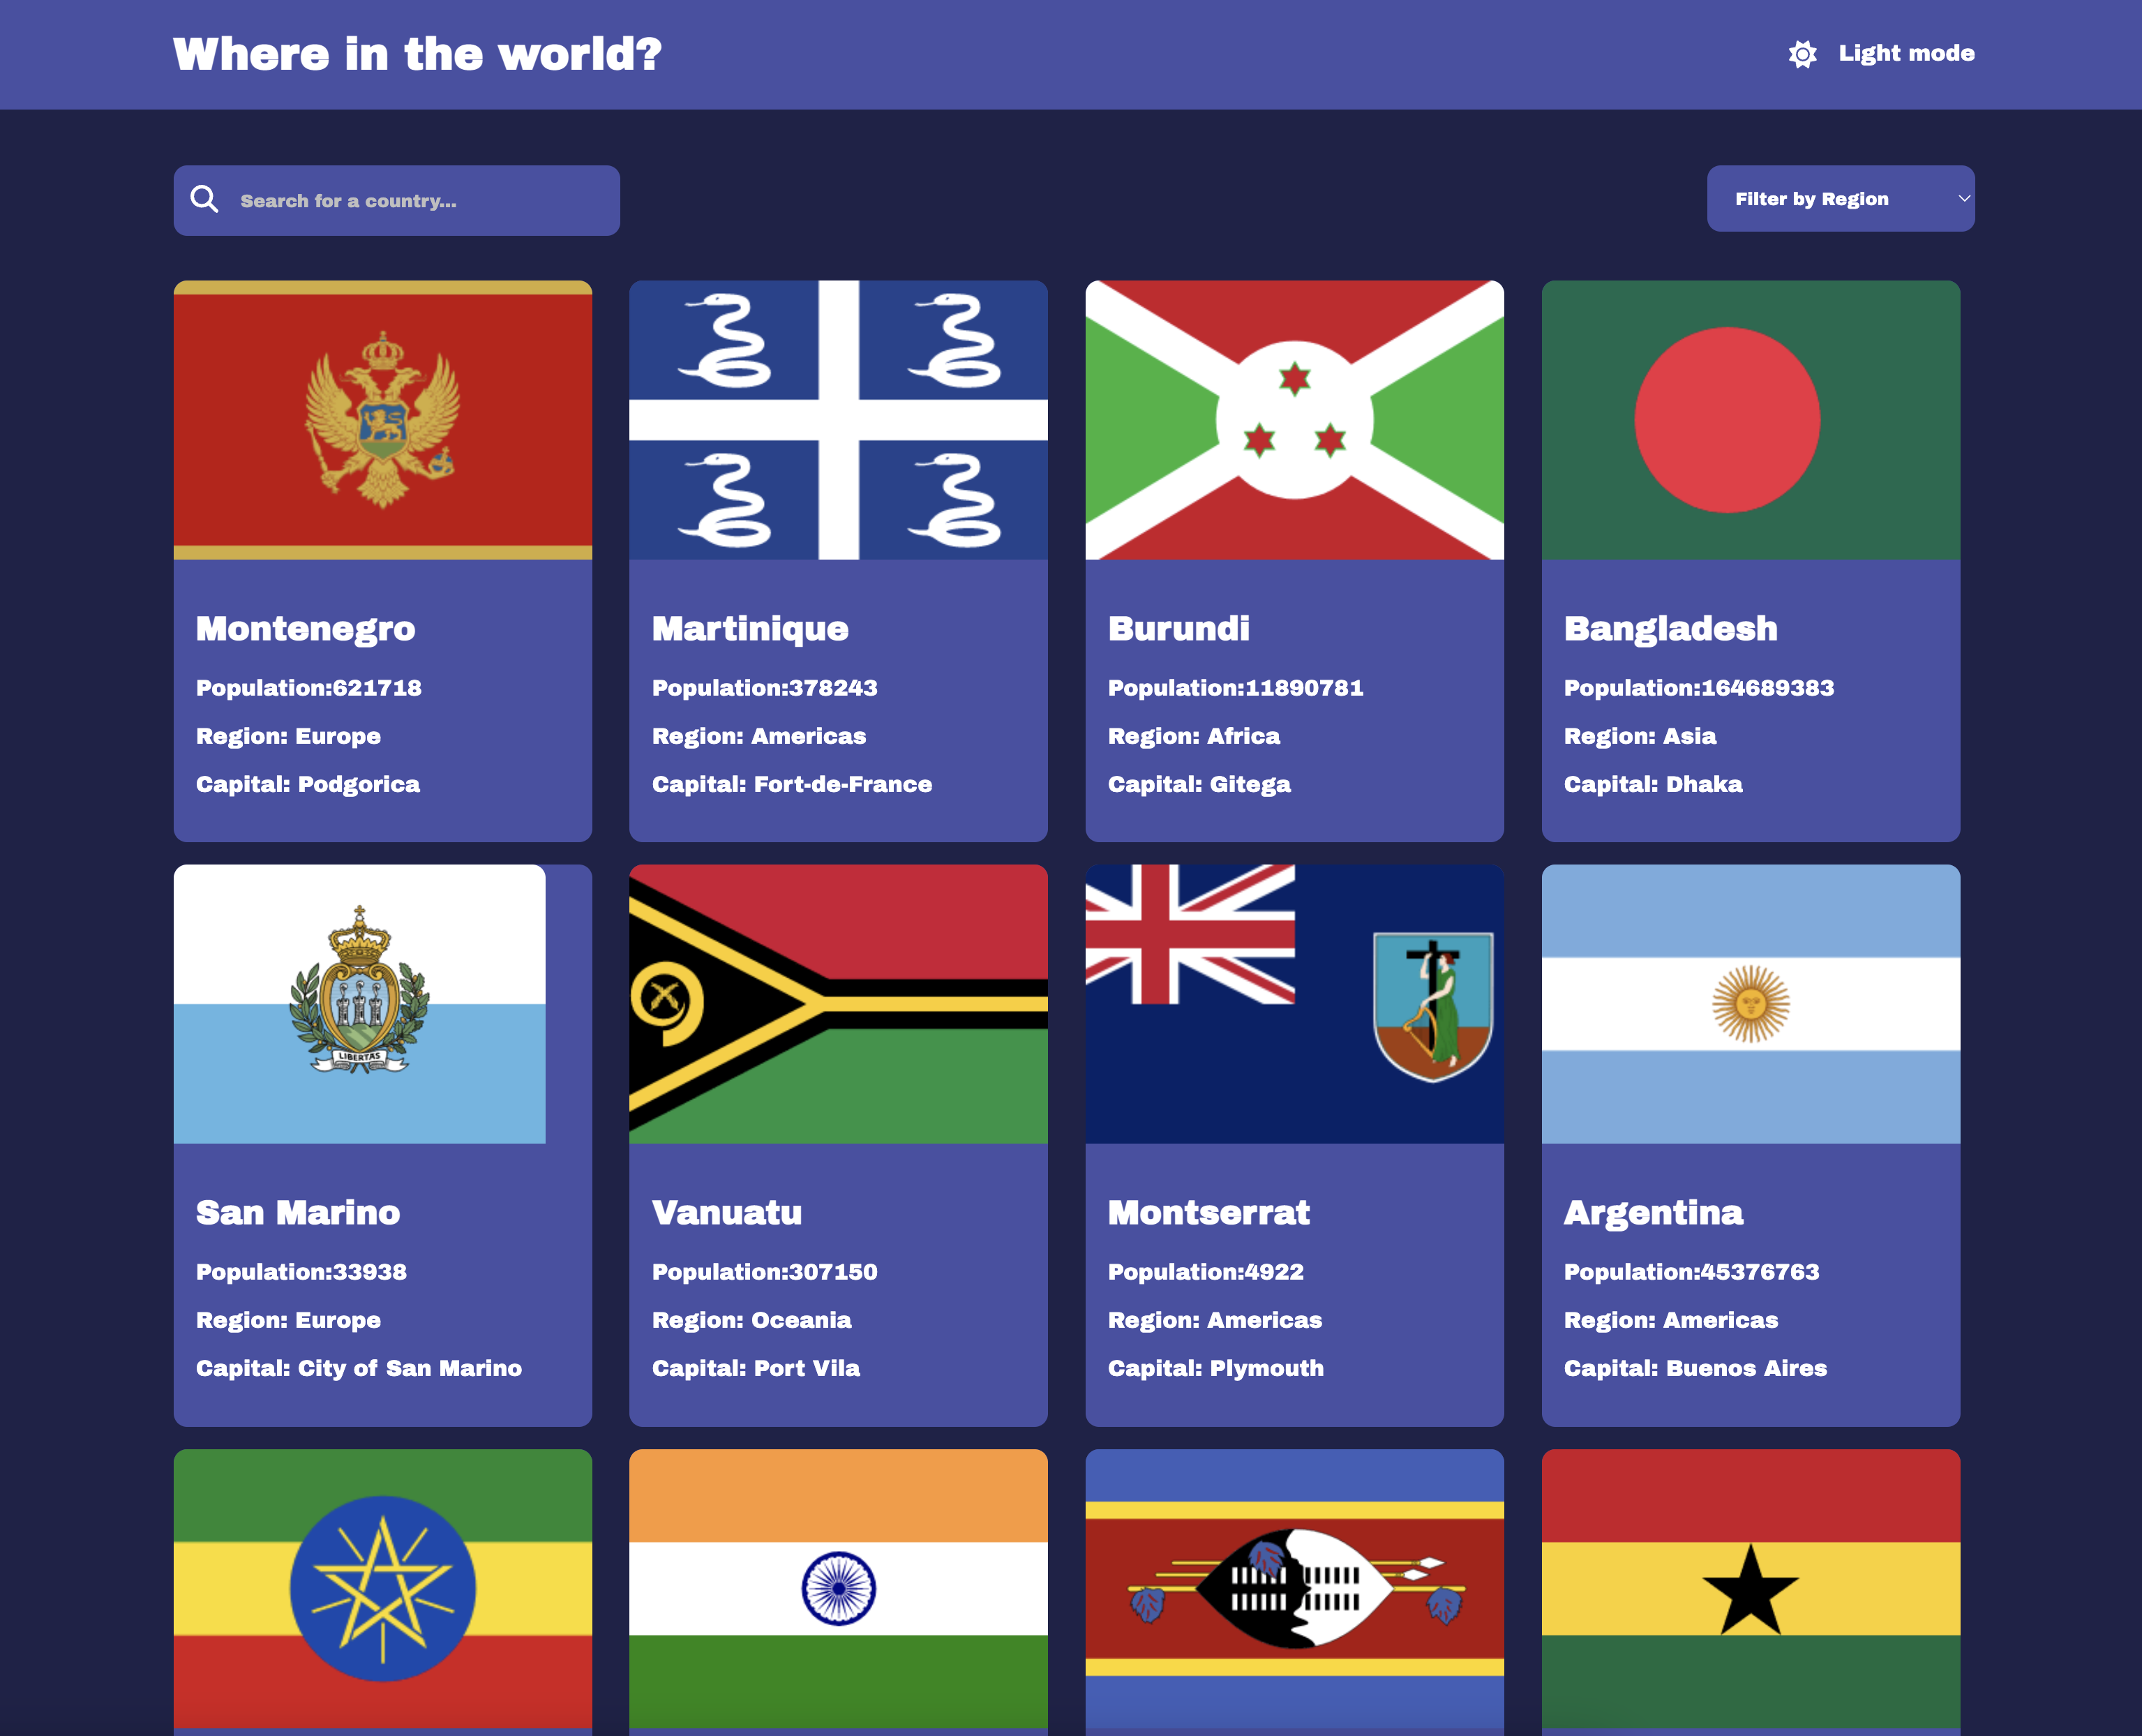 Where in the world?
Light mode
Search for a country...
Filter by Region
Montenegro
Population:621718
Region: Europe
Capital: Podgorica
Martinique
Population:378243
Region: Americas
Capital: Fort-de-France
Burundi
Population:11890781
Region: Africa
Capital: Gitega
Bangladesh
Population:164689383
Region: Asia
Capital: Dhaka
LIBERTAS
San Marino
Population:33938
Region: Europe
Capital: City of San Marino
Vanuatu
Population:307150
Region: Oceania
Capital: Port Vila
Montserrat
Population:4922
Region: Americas
Capital: Plymouth
Argentina
Population:45376763
Region: Americas
Capital: Buenos Aires